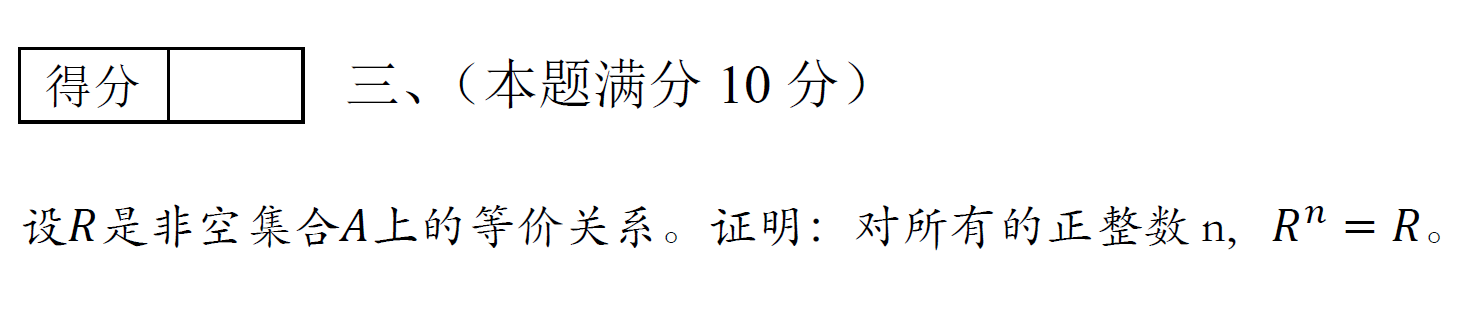 得分 三、（本题满分 10 分）
设R是非空集合A上的等价关系。证明：对所有的正整数 n, Rⁿ = R。